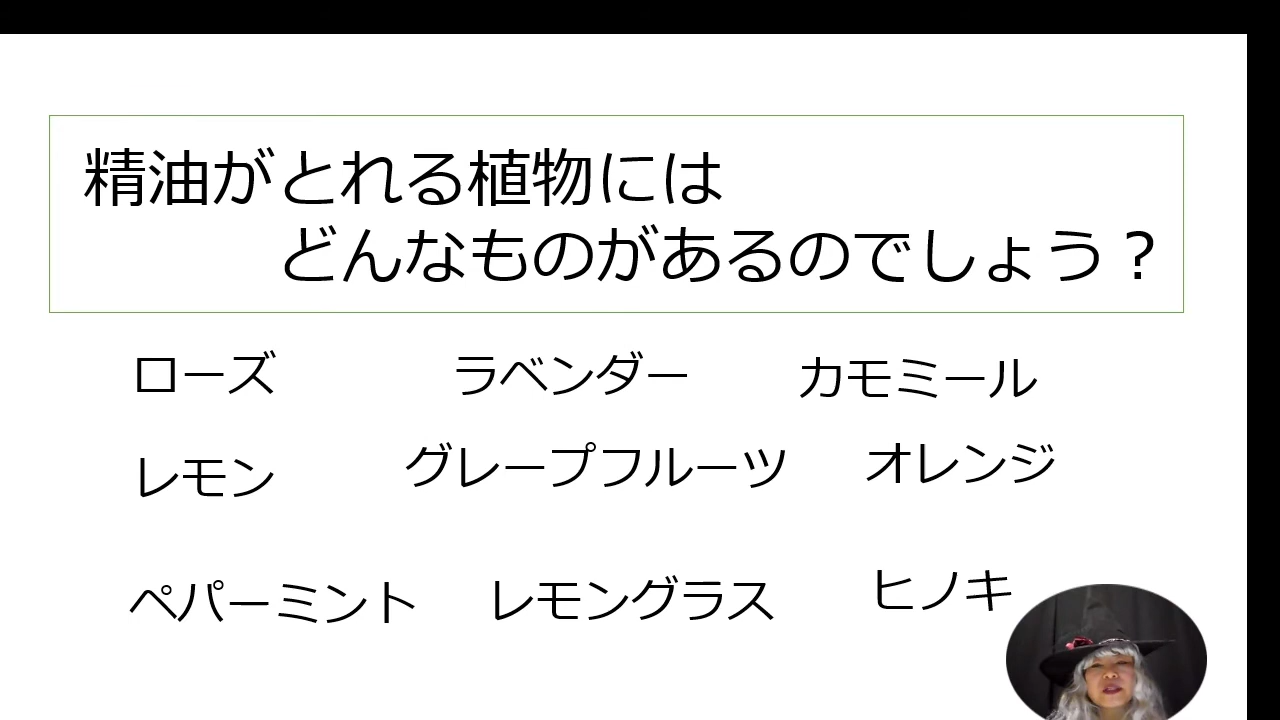 精油がとれる植物には
どんなものがあるのでしょう？
ローズ ラベンダー カモミール
レモン グレープフルーツ オレンジ
ペパーミント レモングラス ヒノキ